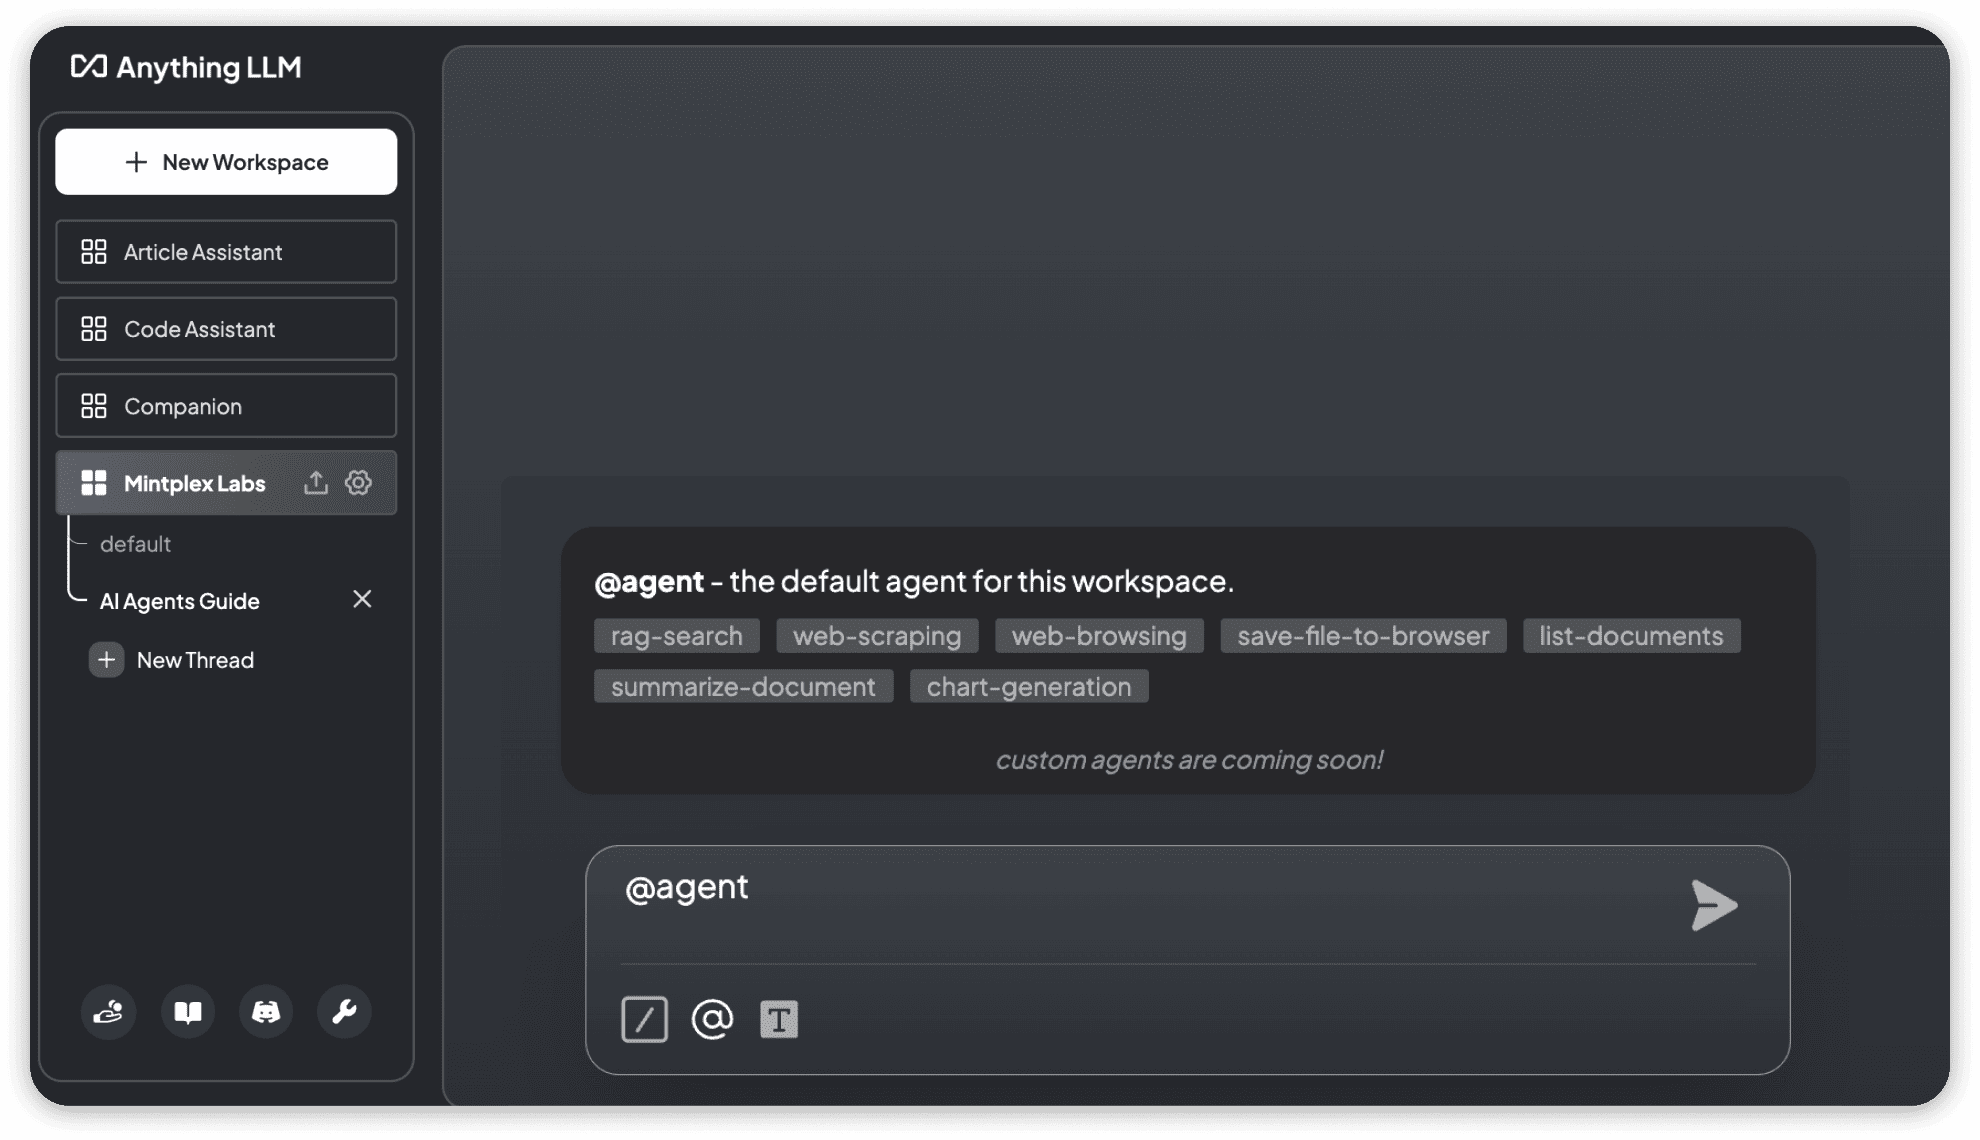 Anything LLM
New Workspace
Article Assistant
Code Assistant
Companion
Mintplex Labs
default
AI Agents Guide
New Thread
@agent - the default agent for this workspace.
rag-search web-scraping web-browsing save-file-to-browser list-documents
summarize-document chart-generation
custom agents are coming soon!
@agent
/ @ T